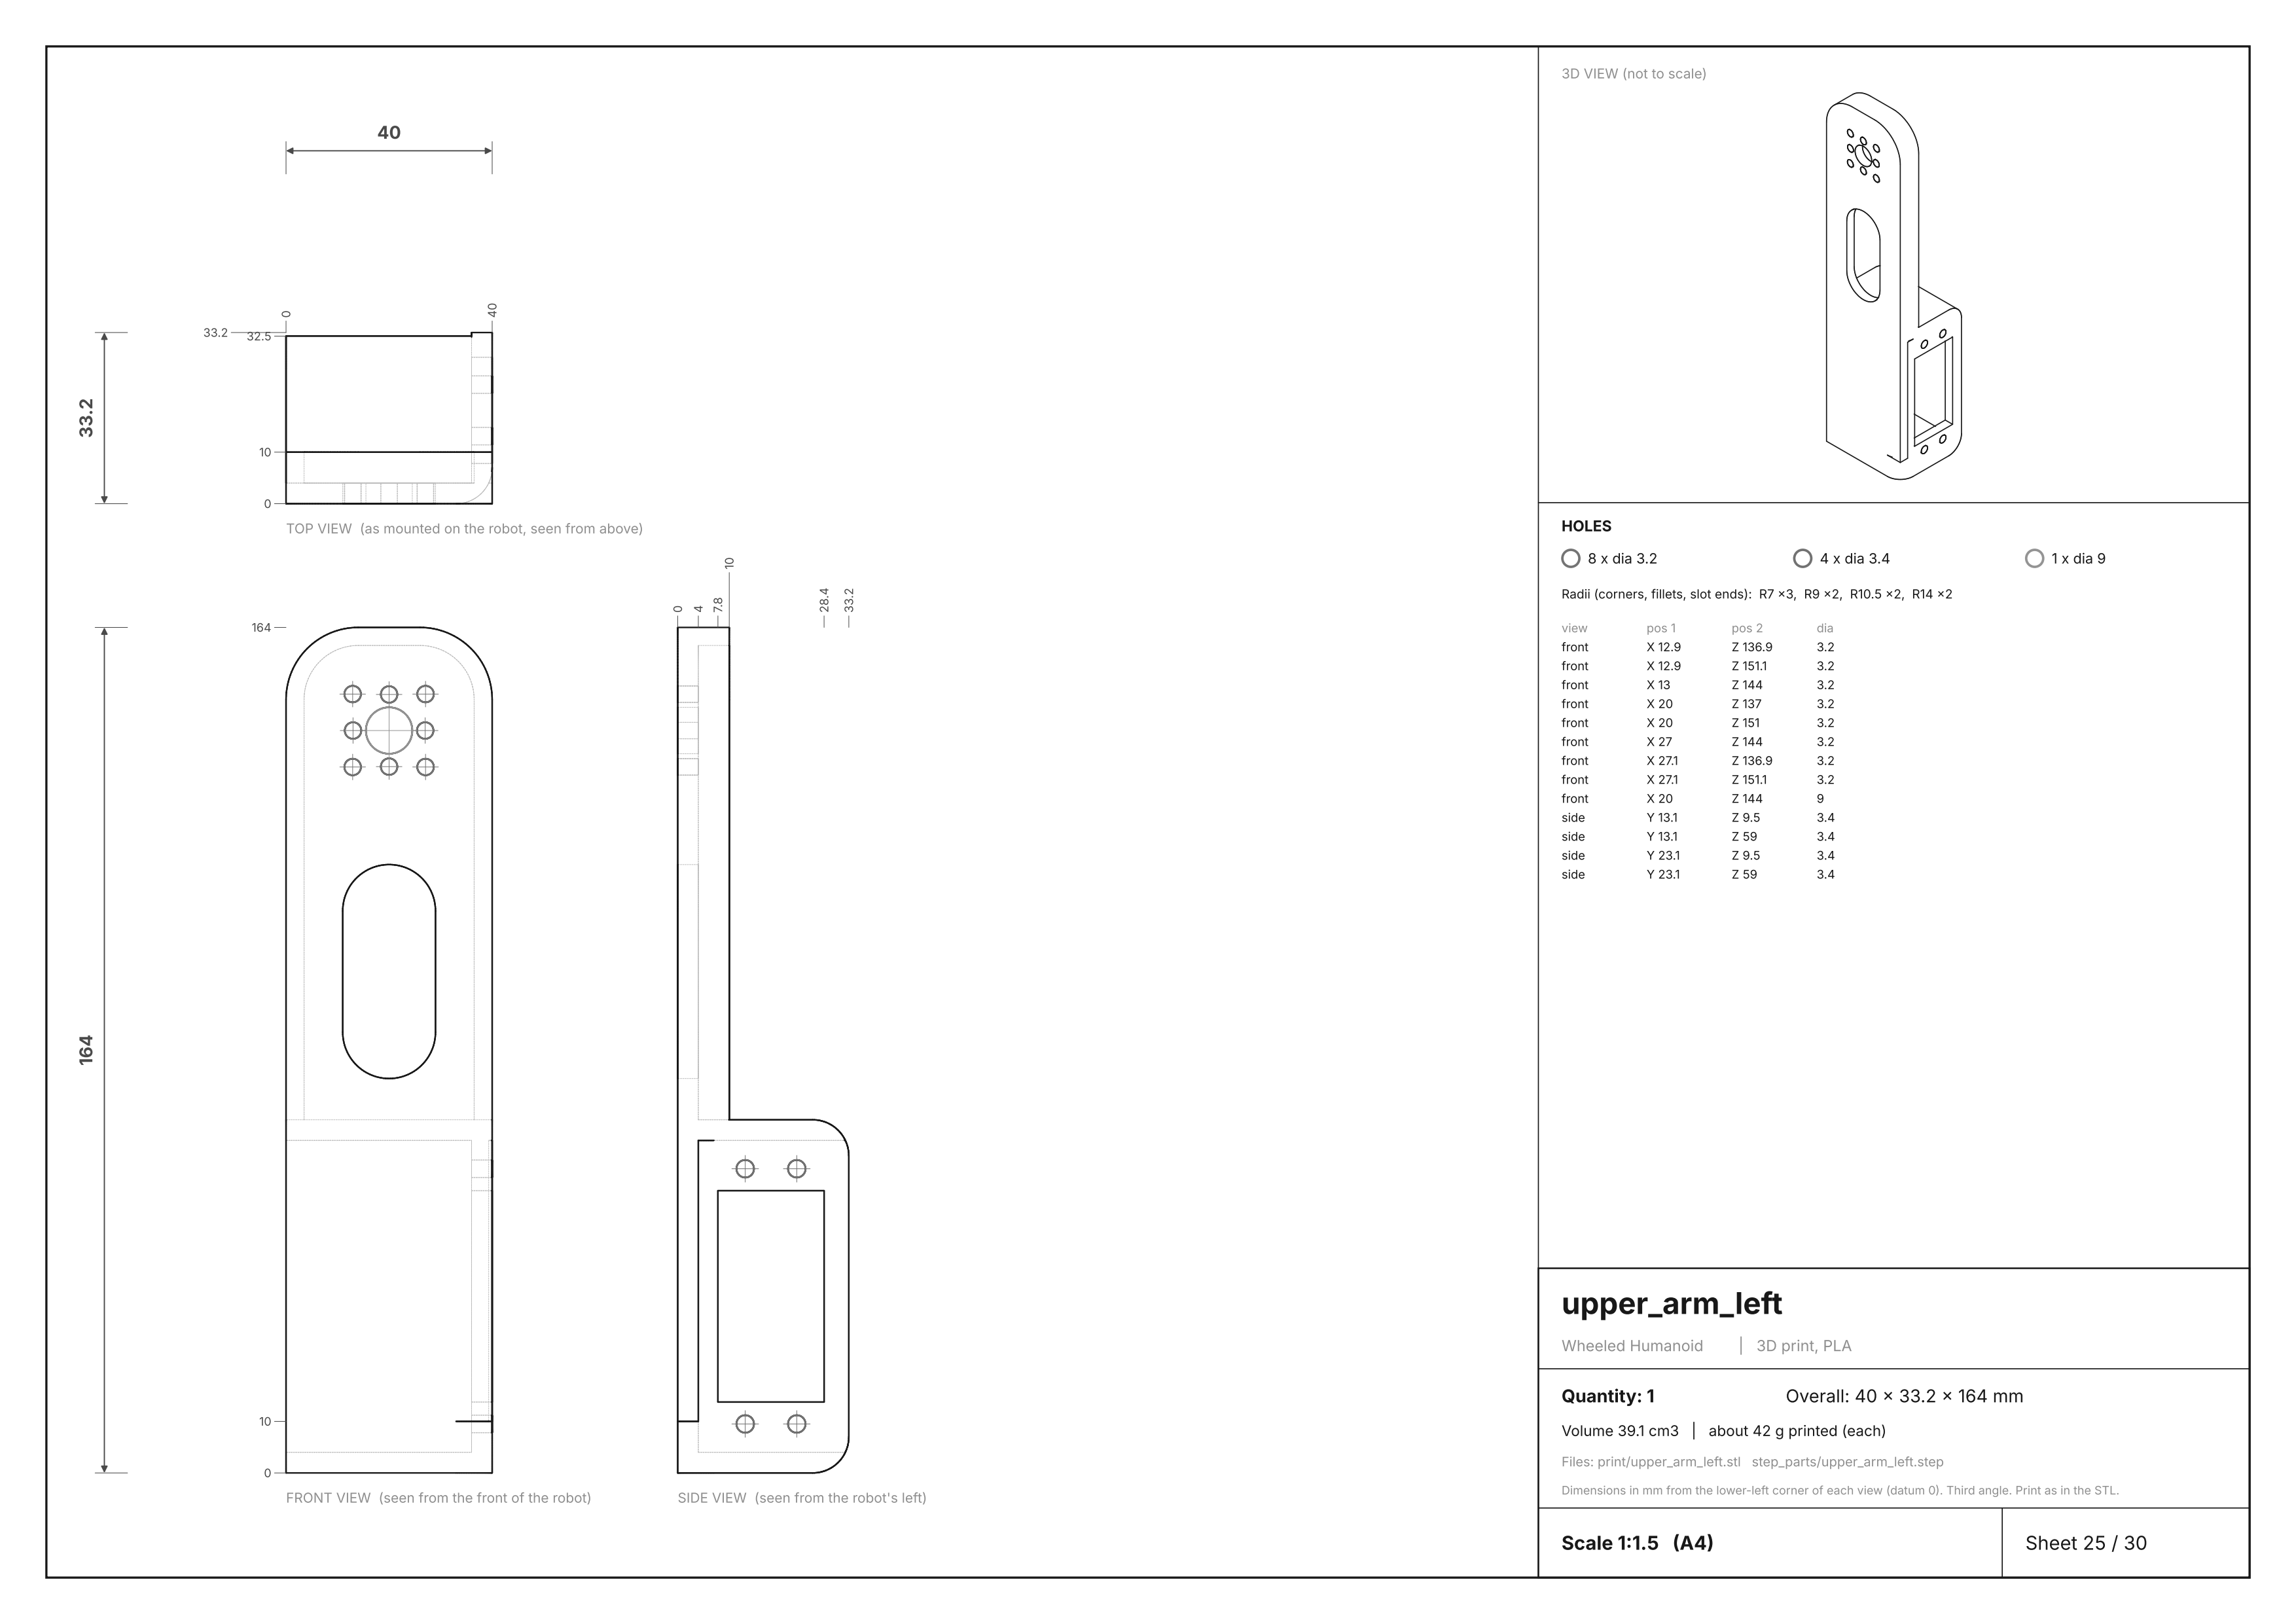 40
0
40
33.2
32.5
33.2
10
0
TOP VIEW (as mounted on the robot, seen from above)
10
0
4
7.8
28.4
33.2
164
164
10
0
FRONT VIEW (seen from the front of the robot)
SIDE VIEW (seen from the robot's left)
3D VIEW (not to scale)
HOLES
8 x dia 3.2
4 x dia 3.4
1 x dia 9
Radii (corners, fillets, slot ends): R7 ×3, R9 ×2, R10.5 ×2, R14 ×2
view pos 1 pos 2 dia
front X 12.9 Z 136.9 3.2
front X 12.9 Z 151.1 3.2
front X 13 Z 144 3.2
front X 20 Z 137 3.2
front X 20 Z 151 3.2
front X 27 Z 144 3.2
front X 27.1 Z 136.9 3.2
front X 27.1 Z 151.1 3.2
front X 20 Z 144 9
side Y 13.1 Z 9.5 3.4
side Y 13.1 Z 59 3.4
side Y 23.1 Z 9.5 3.4
side Y 23.1 Z 59 3.4
upper_arm_left
Wheeled Humanoid | 3D print, PLA
Quantity: 1 Overall: 40 × 33.2 × 164 mm
Volume 39.1 cm3 | about 42 g printed (each)
Files: print/upper_arm_left.stl step_parts/upper_arm_left.step
Dimensions in mm from the lower-left corner of each view (datum 0). Third angle. Print as in the STL.
Scale 1:1.5 (A4)
Sheet 25 / 30